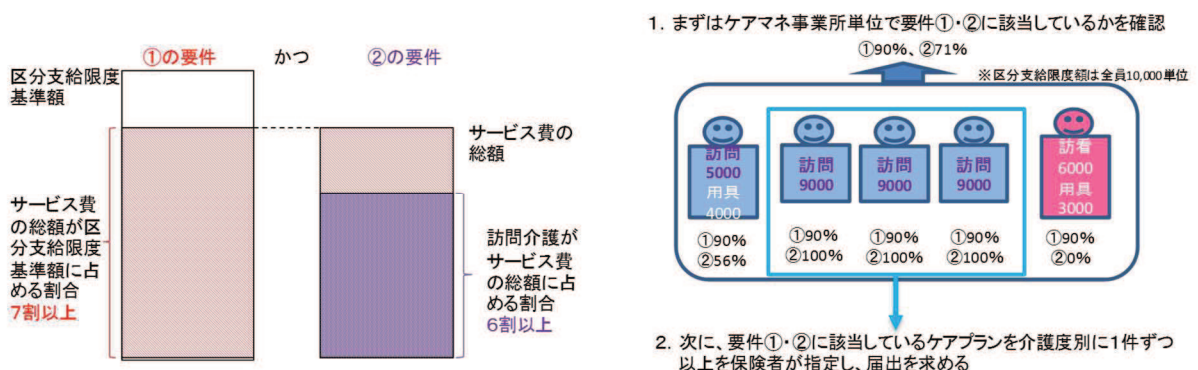 ①の要件
かつ
②の要件
区分支給限度
基準額
サービス費の
総額
サービス費
の総額が区
分支給限度
基準額に占
める割合
7割以上
訪問介護が
サービス費
の総額に占
める割合
6割以上
1．まずはケアマネ事業所単位で要件①・②に該当しているかを確認
①90%、②71%
※区分支給限度額は全員10,000単位
訪問
5000
用具
4000
①90%
②56%
訪問
9000
①90%
②100%
訪問
9000
①90%
②100%
訪問
9000
①90%
②100%
訪看
6000
用具
3000
①90%
②0%
2．次に、要件①・②に該当しているケアプランを介護度別に1件ずつ
以上を保険者が指定し、届出を求める